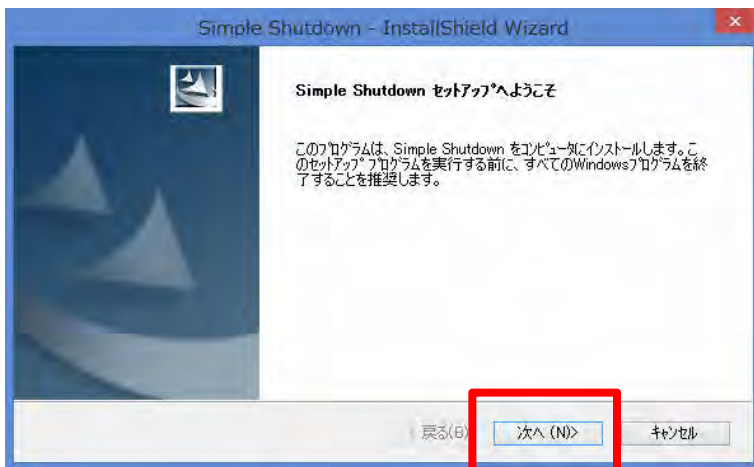 Simple Shutdown - InstallShield Wizard
Simple Shutdown ｾｯﾄｱｯﾌﾟへようこそ
このﾌﾟﾛｸﾞﾗﾑは、Simple Shutdown をｺﾝﾋﾟｭｰﾀにｲﾝｽﾄｰﾙします。こ
のｾｯﾄｱｯﾌﾟ ﾌﾟﾛｸﾞﾗﾑを実行する前に、すべてのWindowsﾌﾟﾛｸﾞﾗﾑを終
了することを推奨します。
戻る(B) 次へ (N)> ｷｬﾝｾﾙ